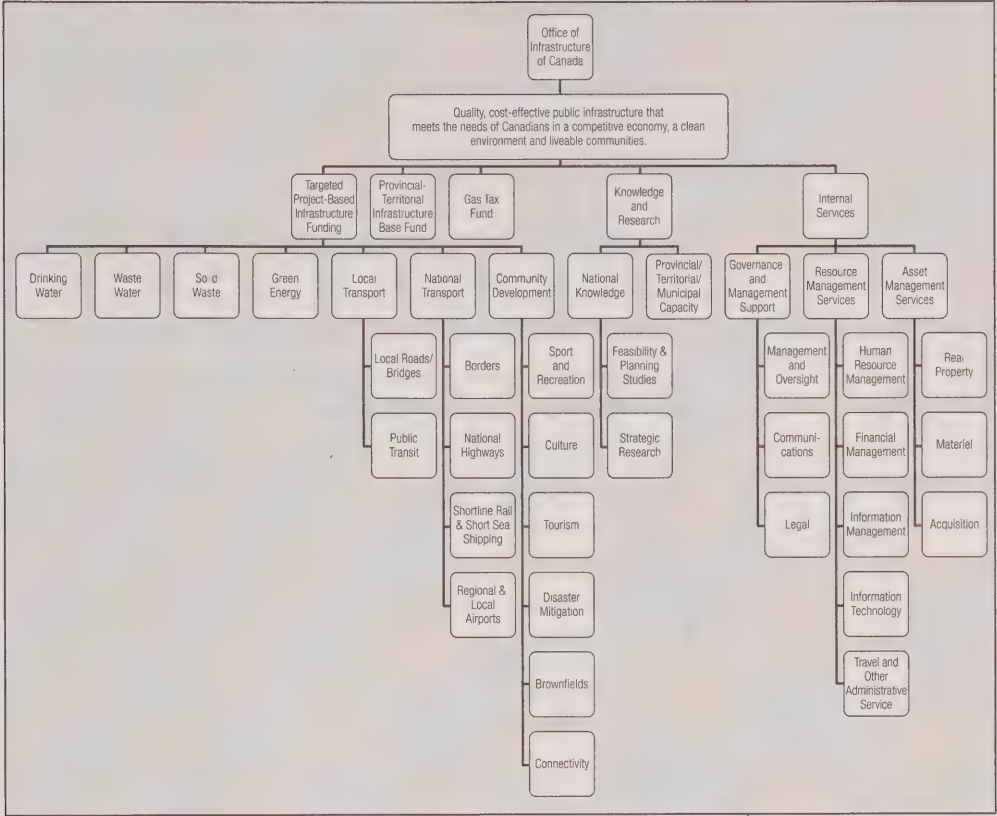 Office of
Infrastructure
of Canada
Quality, cost-effective public infrastructure that
meets the needs of Canadians in a competitive economy, a clean
environment and liveable communities.
Targeted
Project-Based
Infrastructure
Funding
Provincial-
Territorial
Infrastructure
Base Fund
Gas Tax
Fund
Knowledge
and
Research
Internal
Services
Drinking
Water
Waste
Water
Solid
Waste
Green
Energy
Local
Transport
National
Transport
Community
Development
National
Knowledge
Provincial/
Territorial/
Municipal
Capacity
Governance
and
Management
Support
Resource
Management
Services
Asset
Management
Services
Local Roads/
Bridges
Public
Transit
Borders
National
Highways
Shortline Rail
& Short Sea
Shipping
Regional &
Local
Airports
Sport
and
Recreation
Culture
Tourism
Disaster
Mitigation
Brownfields
Connectivity
Feasibility &
Planning
Studies
Strategic
Research
Management
and
Oversight
Communi-
cations
Legal
Human
Resource
Management
Financial
Management
Information
Management
Information
Technology
Travel and
Other
Administrative
Service
Real
Property
Materiel
Acquisition